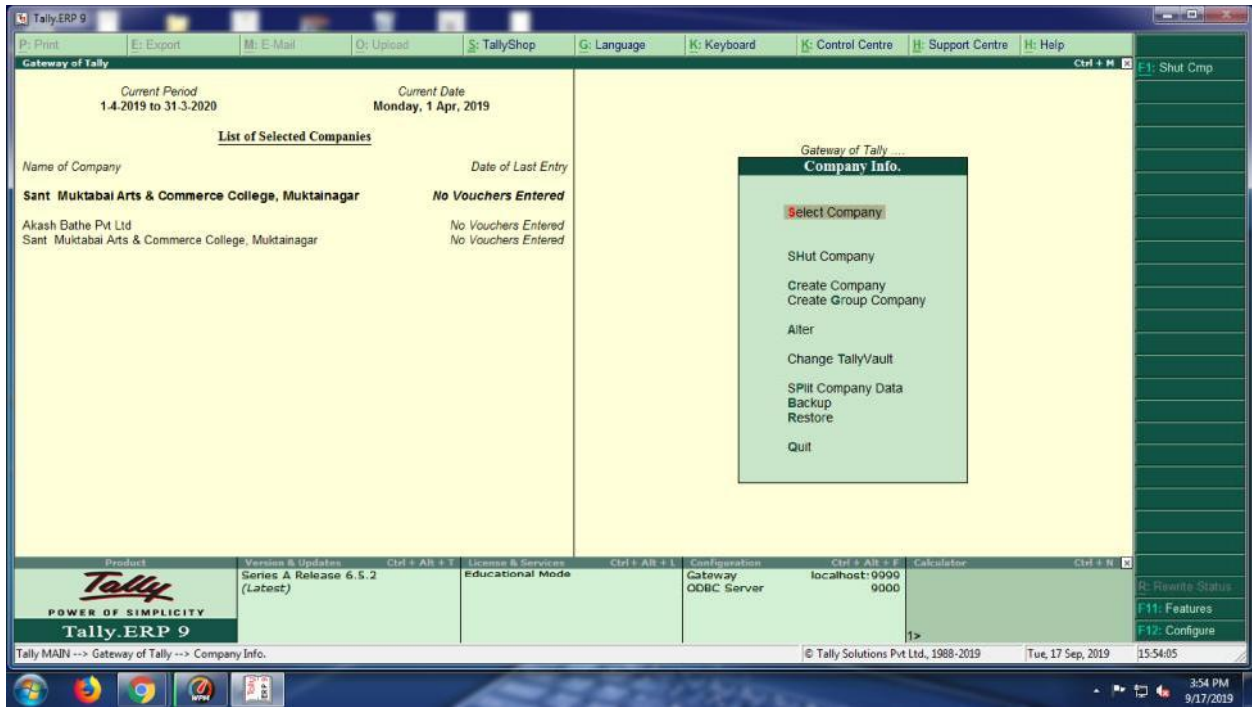 Tally.ERP 9
P: Print E: Export M: E-Mail O: Upload S: TallyShop G: Language K: Keyboard K: Control Centre H: Support Centre H: Help
Gateway of Tally Ctrl + M
F1: Shut Cmp
Current Period Current Date
1-4-2019 to 31-3-2020 Monday, 1 Apr, 2019
List of Selected Companies
Name of Company Date of Last Entry
Sant Muktabai Arts & Commerce College, Muktainagar No Vouchers Entered
Akash Bathe Pvt Ltd No Vouchers Entered
Sant Muktabai Arts & Commerce College, Muktainagar No Vouchers Entered
Gateway of Tally ....
Company Info.
Select Company
SHut Company
Create Company
Create Group Company
Alter
Change TallyVault
SPlit Company Data
Backup
Restore
Quit
Product Version & Updates Ctrl + Alt + T License & Services Ctrl + Alt + L Configuration Ctrl + Alt + F Calculator Ctrl + N
Tally
POWER OF SIMPLICITY
Tally.ERP 9
Series A Release 6.5.2
(Latest)
Educational Mode
Gateway localhost:9999
ODBC Server 9000
1>
R: Rewrite Status
F11: Features
F12: Configure
Tally MAIN --> Gateway of Tally --> Company Info. © Tally Solutions Pvt Ltd., 1988-2019 Tue, 17 Sep, 2019 15:54:05
3:54 PM
9/17/2019